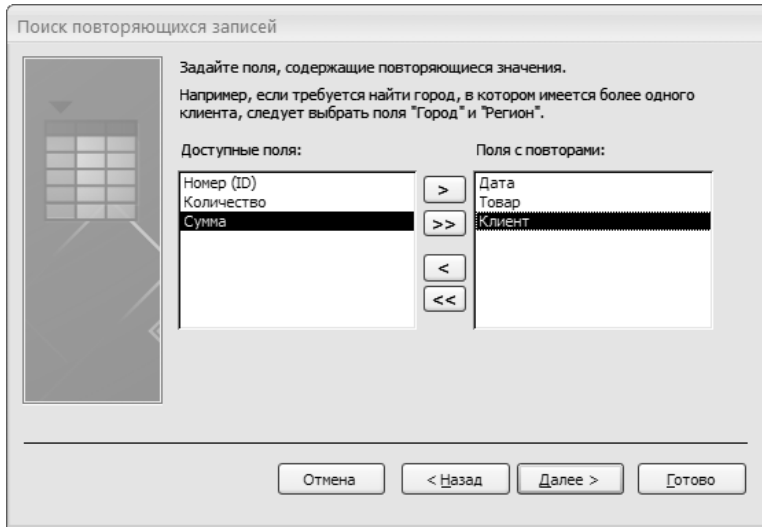 Поиск повторяющихся записей
Задайте поля, содержащие повторяющиеся значения.
Например, если требуется найти город, в котором имеется более одного
клиента, следует выбрать поля "Город" и "Регион".
Доступные поля:
Номер (ID)
Количество
Сумма
>
>>
<
<<
Поля с повторами:
Дата
Товар
Клиент
Отмена
< Назад
Далее >
Готово